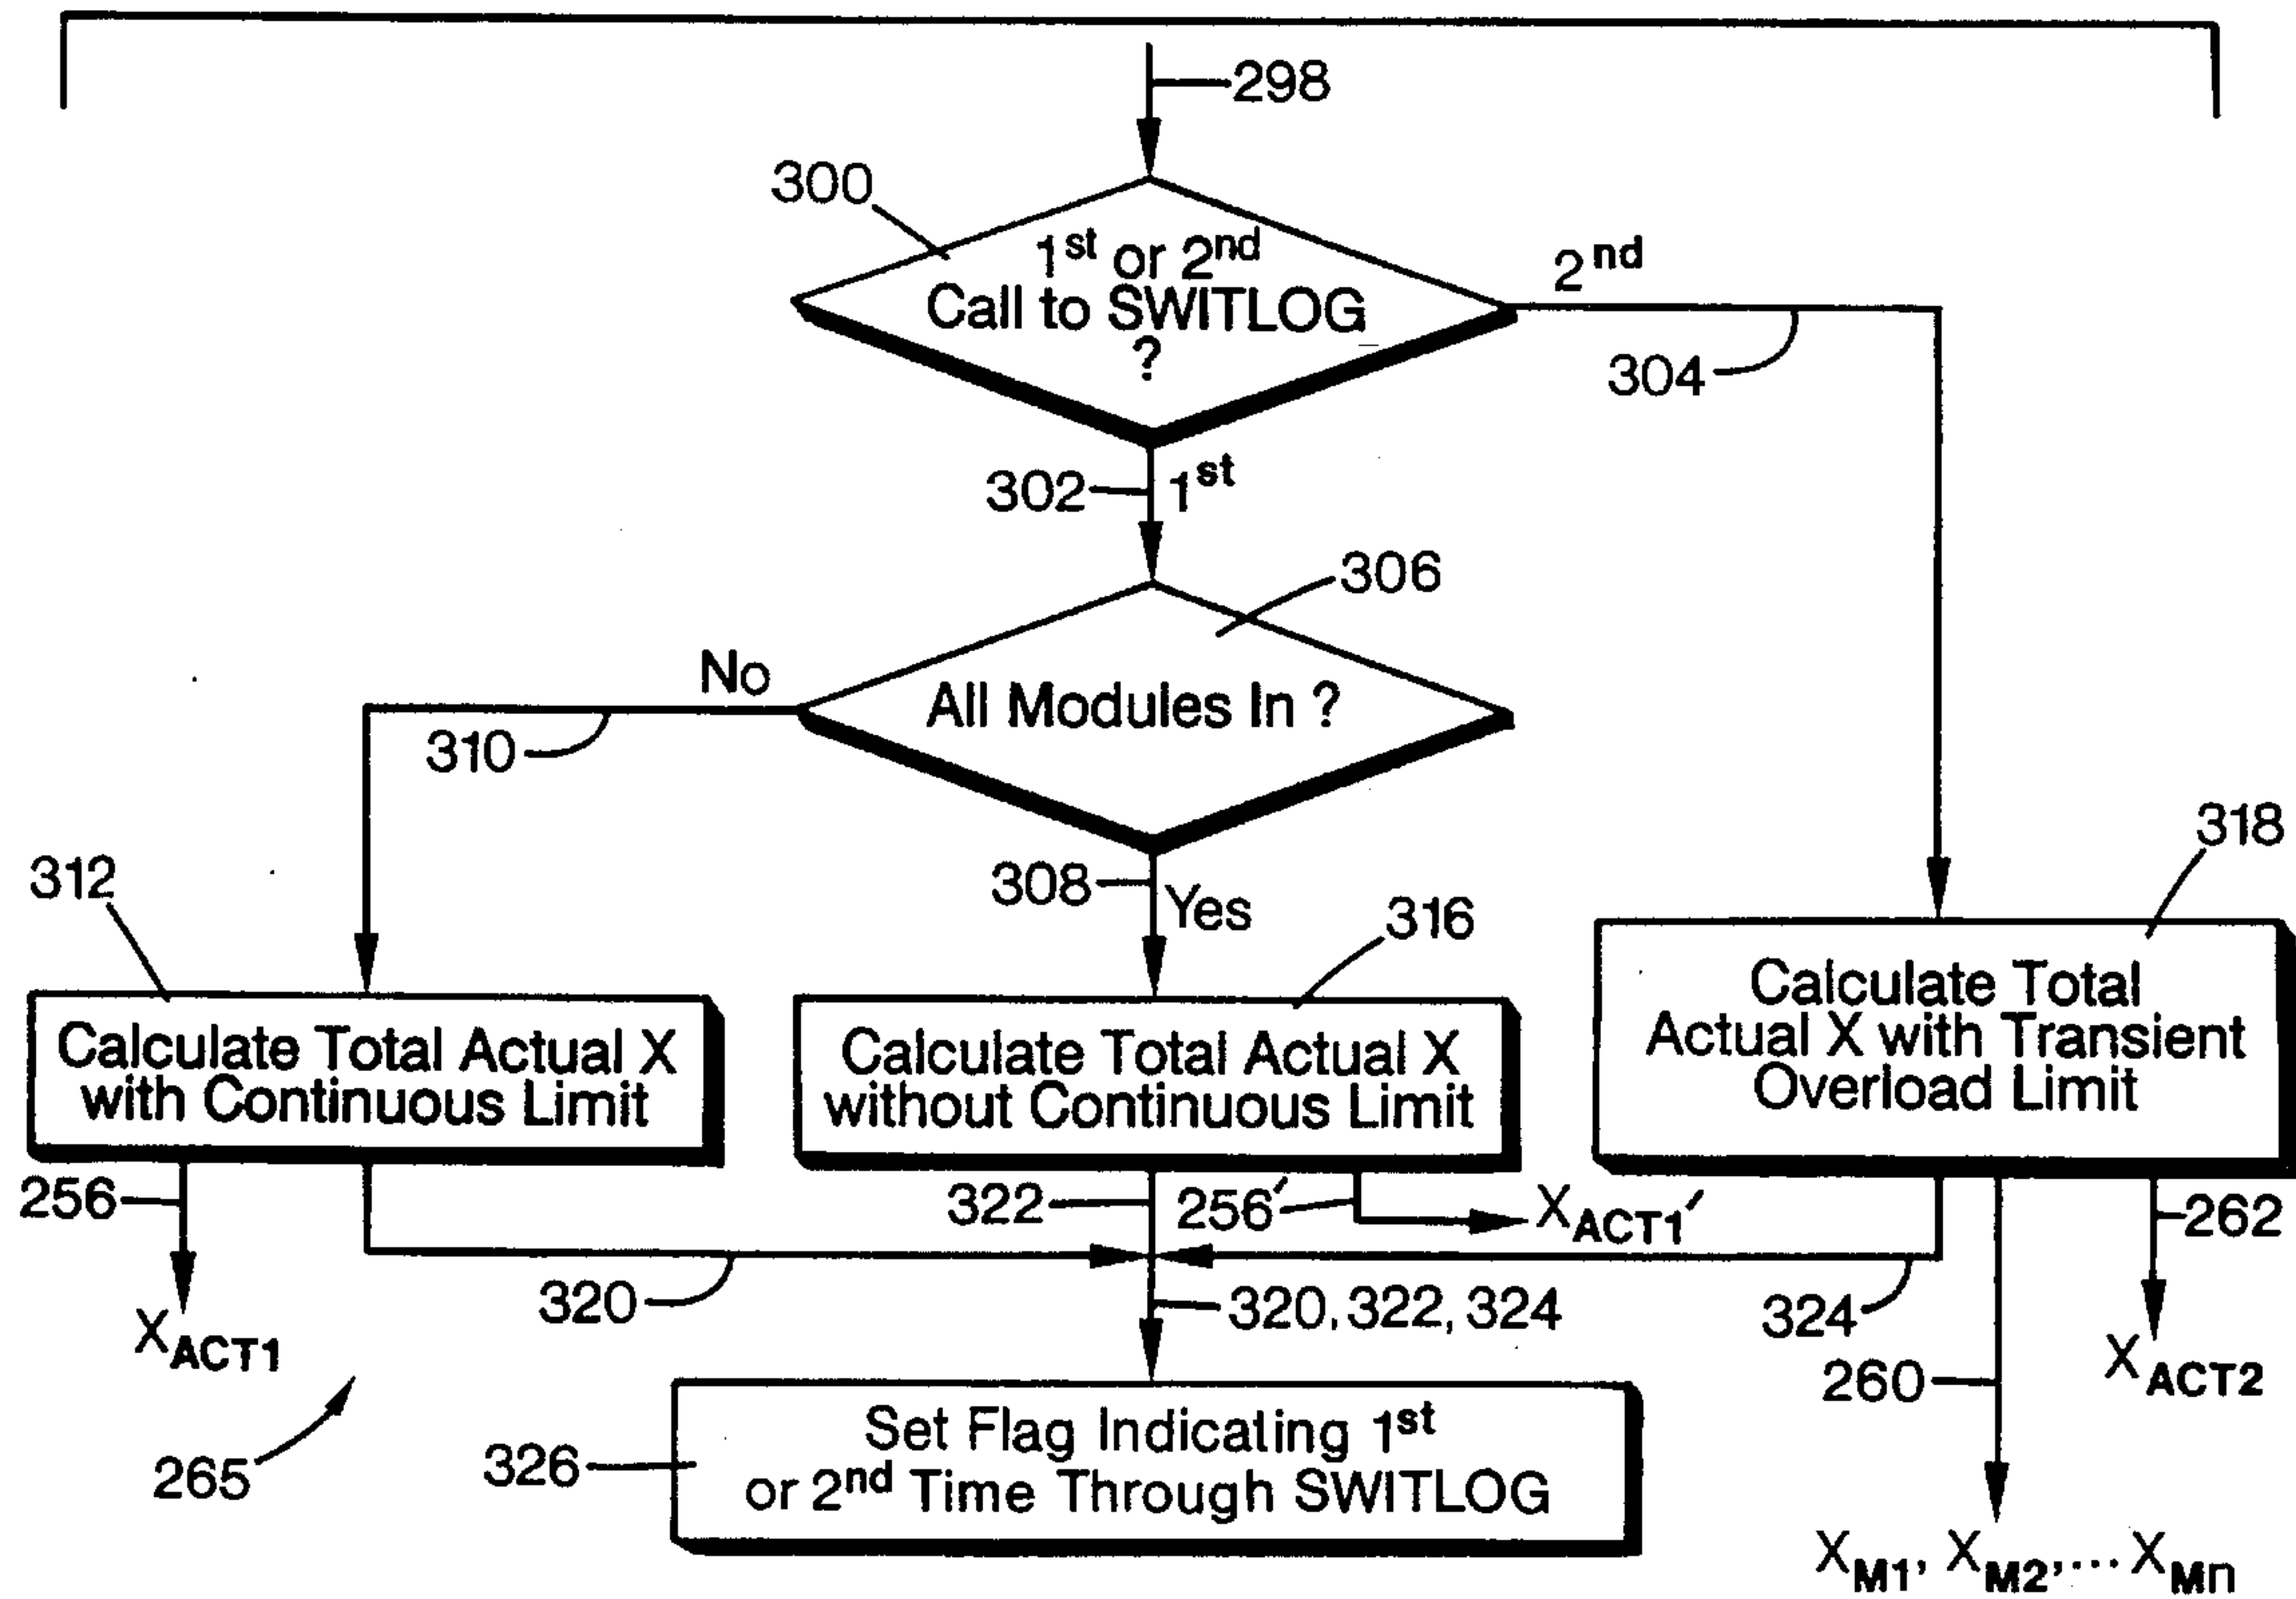 298
300
1st or 2nd
Call to SWITLOG
?
2nd
304
302
1st
306
No
All Modules In ?
310
318
312
308
Yes
316
Calculate Total Actual X
with Continuous Limit
Calculate Total Actual X
without Continuous Limit
Calculate Total
Actual X with Transient
Overload Limit
256
322
256′
XACT1′
262
320
320, 322, 324
324
XACT1
260
XACT2
265
326
Set Flag Indicating 1st
or 2nd Time Through SWITLOG
XM1, XM2, ... XMn